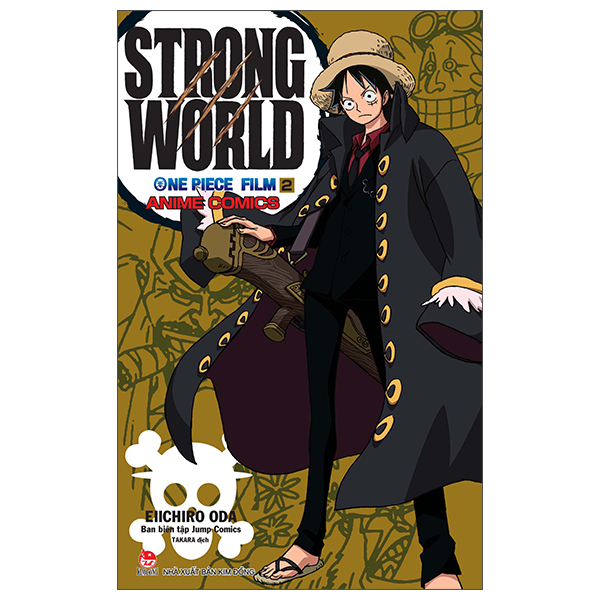 STRONG
WORLD
ONE PIECE FILM 2
ANIME COMICS
EIICHIRO ODA
Ban biên tập Jump Comics
TAKARA dịch
NHÀ XUẤT BẢN KIM ĐỒNG